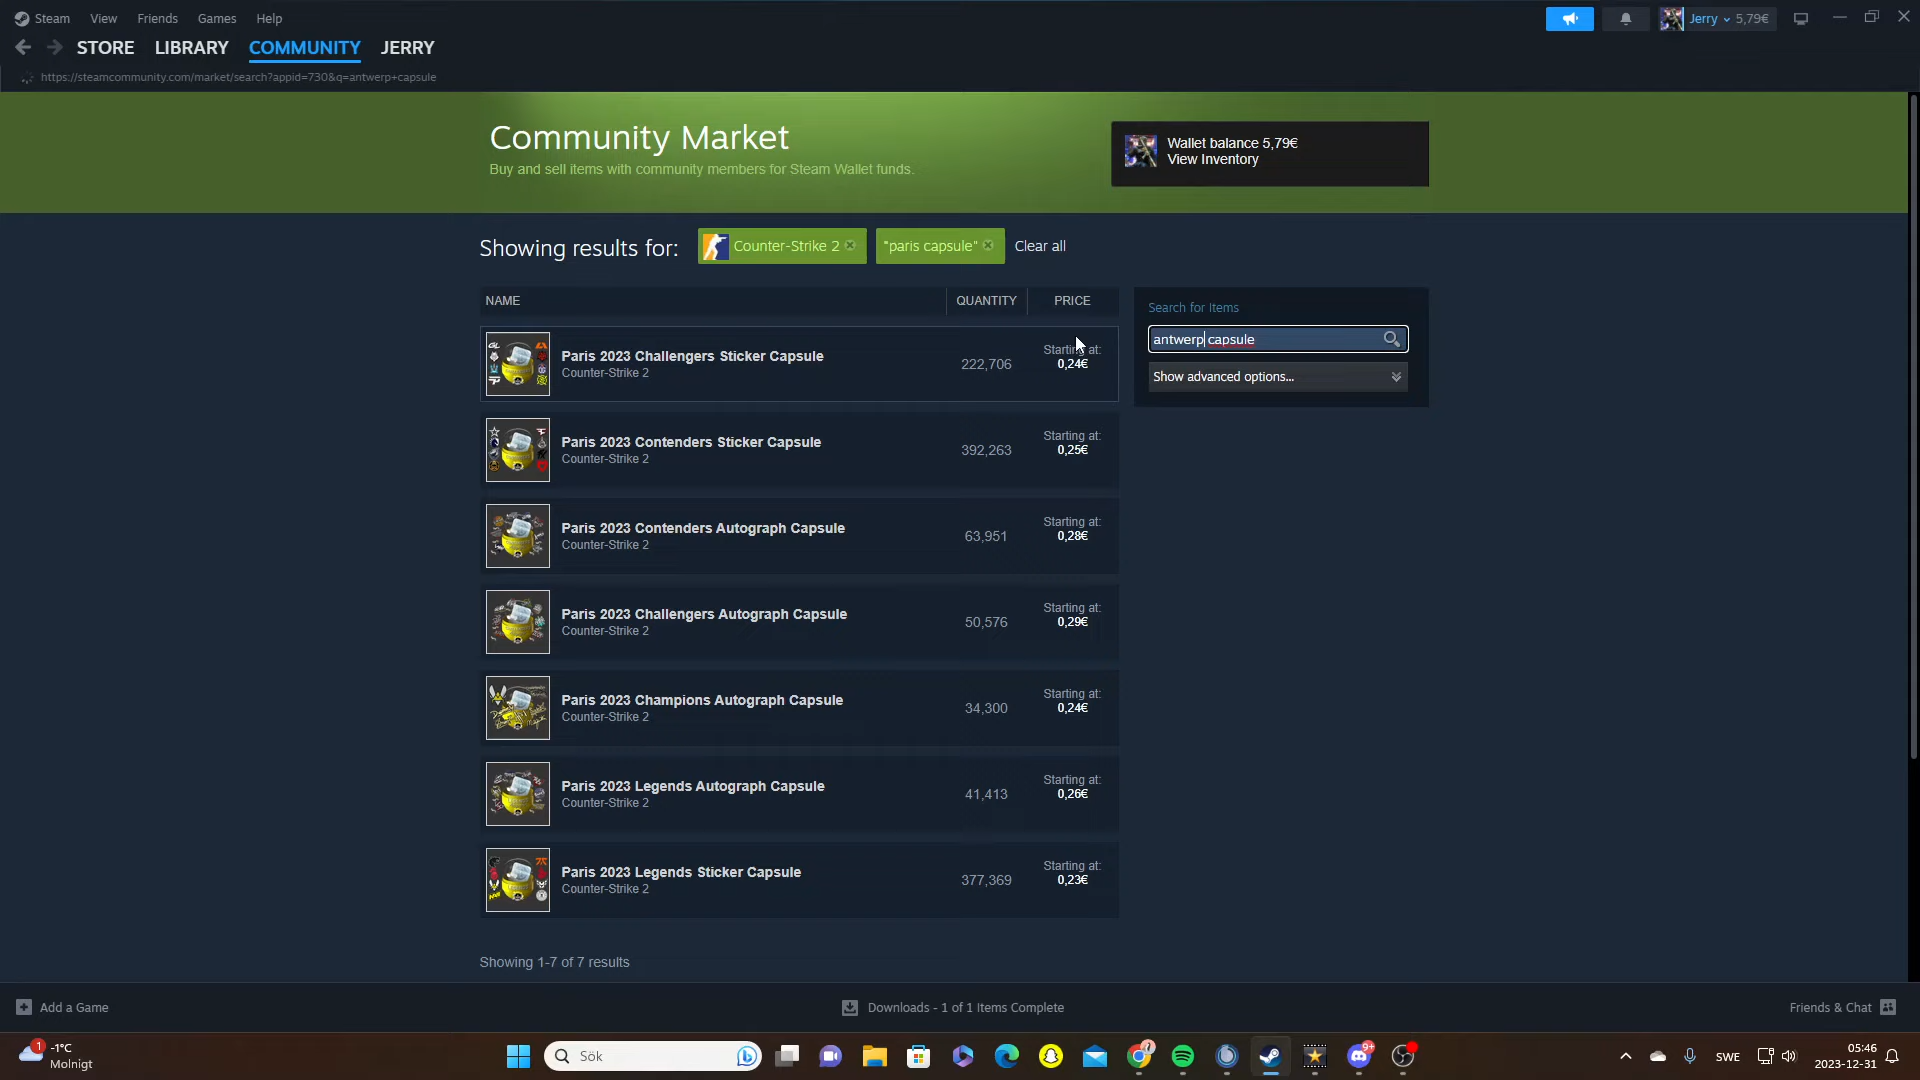 Steam View Friends Games Help
Jerry 5,79€
STORE LIBRARY COMMUNITY JERRY
https://steamcommunity.com/market/search?appid=730&q=antwerp+capsule
Community Market
Buy and sell items with community members for Steam Wallet funds.
Wallet balance 5,79€
View Inventory
Showing results for: Counter-Strike 2 "paris capsule" Clear all
NAME QUANTITY PRICE
Search for Items
antwerp capsule
Show advanced options...
Paris 2023 Challengers Sticker Capsule
Counter-Strike 2
222,706
Starting at:
0,24€
Paris 2023 Contenders Sticker Capsule
Counter-Strike 2
392,263
Starting at:
0,25€
Paris 2023 Contenders Autograph Capsule
Counter-Strike 2
63,951
Starting at:
0,28€
Paris 2023 Challengers Autograph Capsule
Counter-Strike 2
50,576
Starting at:
0,29€
Paris 2023 Champions Autograph Capsule
Counter-Strike 2
34,300
Starting at:
0,24€
Paris 2023 Legends Autograph Capsule
Counter-Strike 2
41,413
Starting at:
0,26€
Paris 2023 Legends Sticker Capsule
Counter-Strike 2
377,369
Starting at:
0,23€
Showing 1-7 of 7 results
Add a Game
Downloads - 1 of 1 Items Complete
Friends & Chat
1
-1°C
Molnigt
Sök
9+
SWE
05:46
2023-12-31